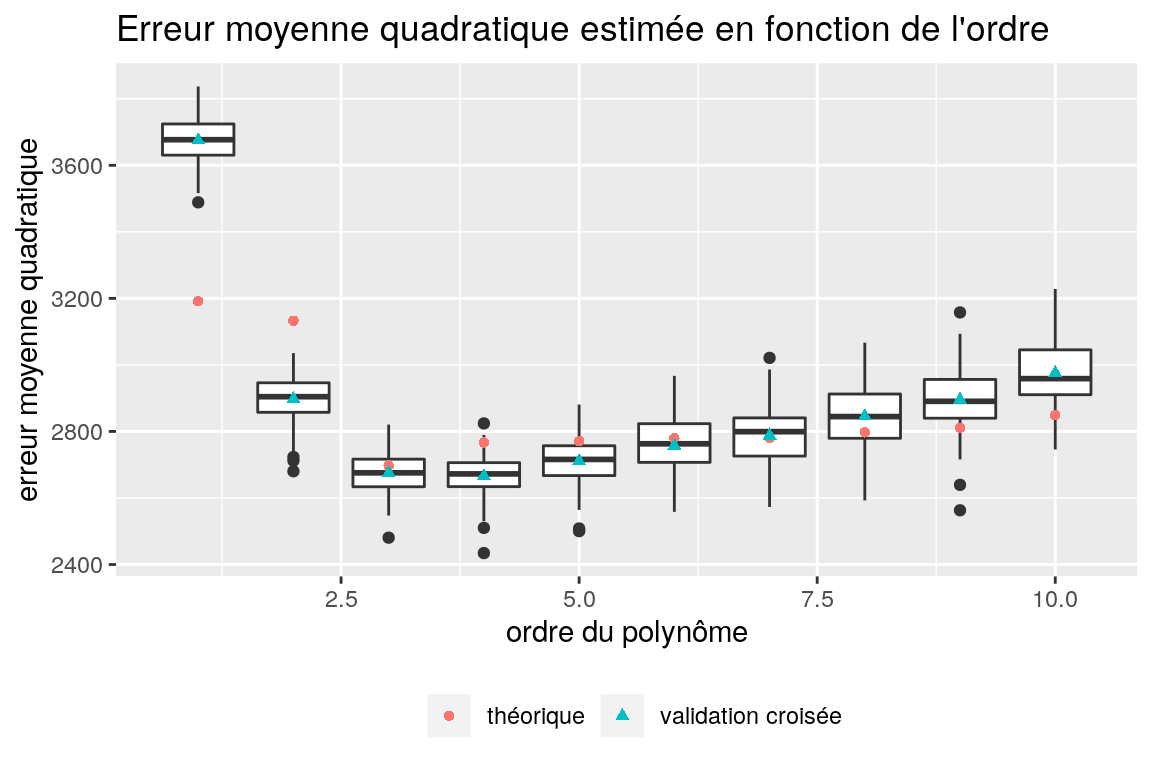 Erreur moyenne quadratique estimée en fonction de l'ordre
erreur moyenne quadratique
3600
3200
2800
2400
2.5 5.0 7.5 10.0
ordre du polynôme
théorique validation croisée